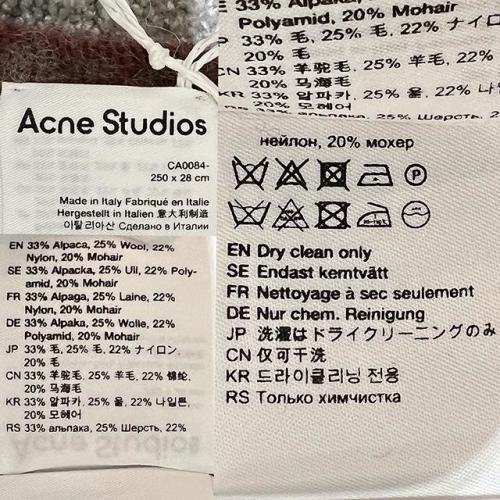 Acne Studios
CA0084-
250 x 28 cm
Made in Italy Fabriqué en Italie
Hergestellt in Italien 意大利制造
이탈리아산 Сделано в Италии
EN 33% Alpaca, 25% Wool, 22%
Nylon, 20% Mohair
SE 33% Alpacka, 25% Ull, 22% Poly-
amid, 20% Mohair
FR 33% Alpaga, 25% Laine, 22%
Nylon, 20% Mohair
DE 33% Alpaka, 25% Wolle, 22%
Polyamid, 20% Mohair
JP 33% 毛, 25% 毛, 22% ナイロン,
20% 毛
CN 33% 羊驼毛, 25% 羊毛, 22% 锦纶,
20% 马海毛
KR 33% 알파카, 25% 울, 22% 나일론,
20% 모헤어
RS 33% альпака, 25% Шерсть, 22%
Acne Studios
33% Alpaka, 25%
Polyamid, 20% Mohair
33% 毛, 25% 毛, 22% ナイロ
20% 毛
CN 33% 羊驼毛, 25% 羊毛, 22%
20% 马海毛
KR 33% 알파카, 25% 울, 22%
20% 모헤어
33% альпака, 25% Шерсть, 2
нейлон, 20% мохер
P
EN Dry clean only
SE Endast kemtvätt
FR Nettoyage à sec seulement
DE Nur chem. Reinigung
JP 洗濯はドライクリーニングのみ
CN 仅可干洗
KR 드라이클리닝 전용
RS Только химчистка